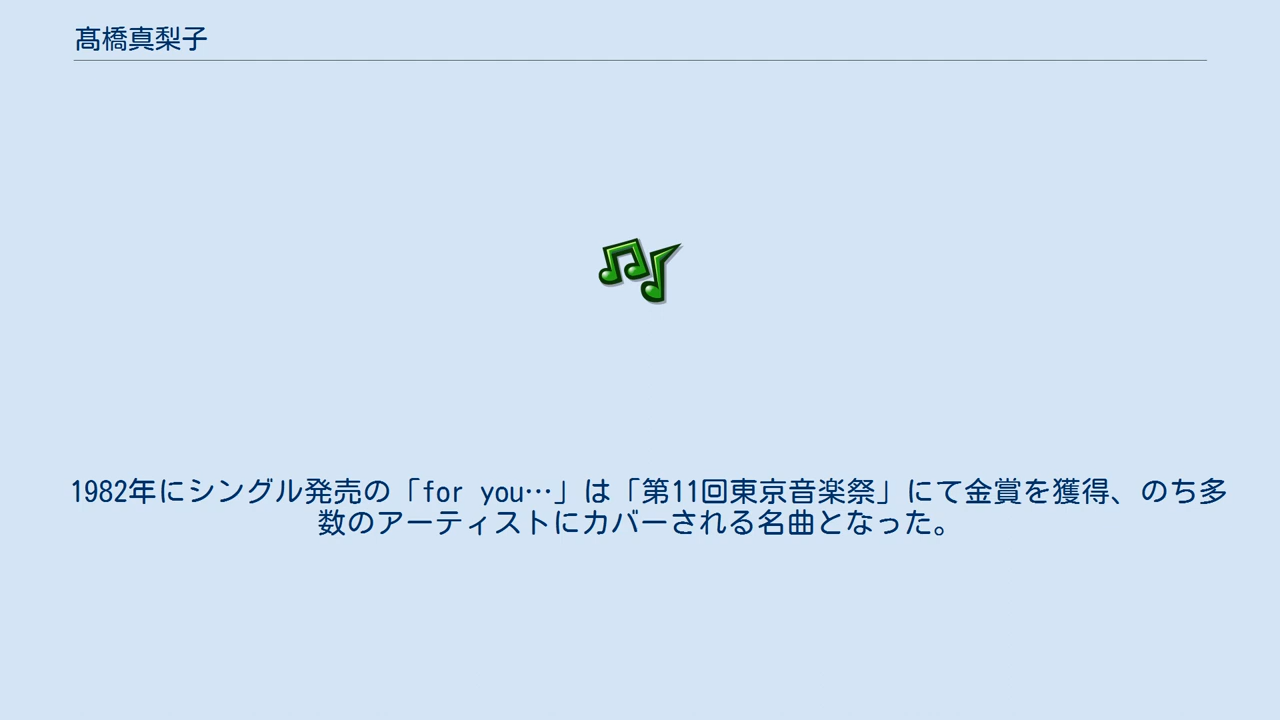 髙橋真梨子
1982年にシングル発売の「for you…」は「第11回東京音楽祭」にて金賞を獲得、のち多
数のアーティストにカバーされる名曲となった。